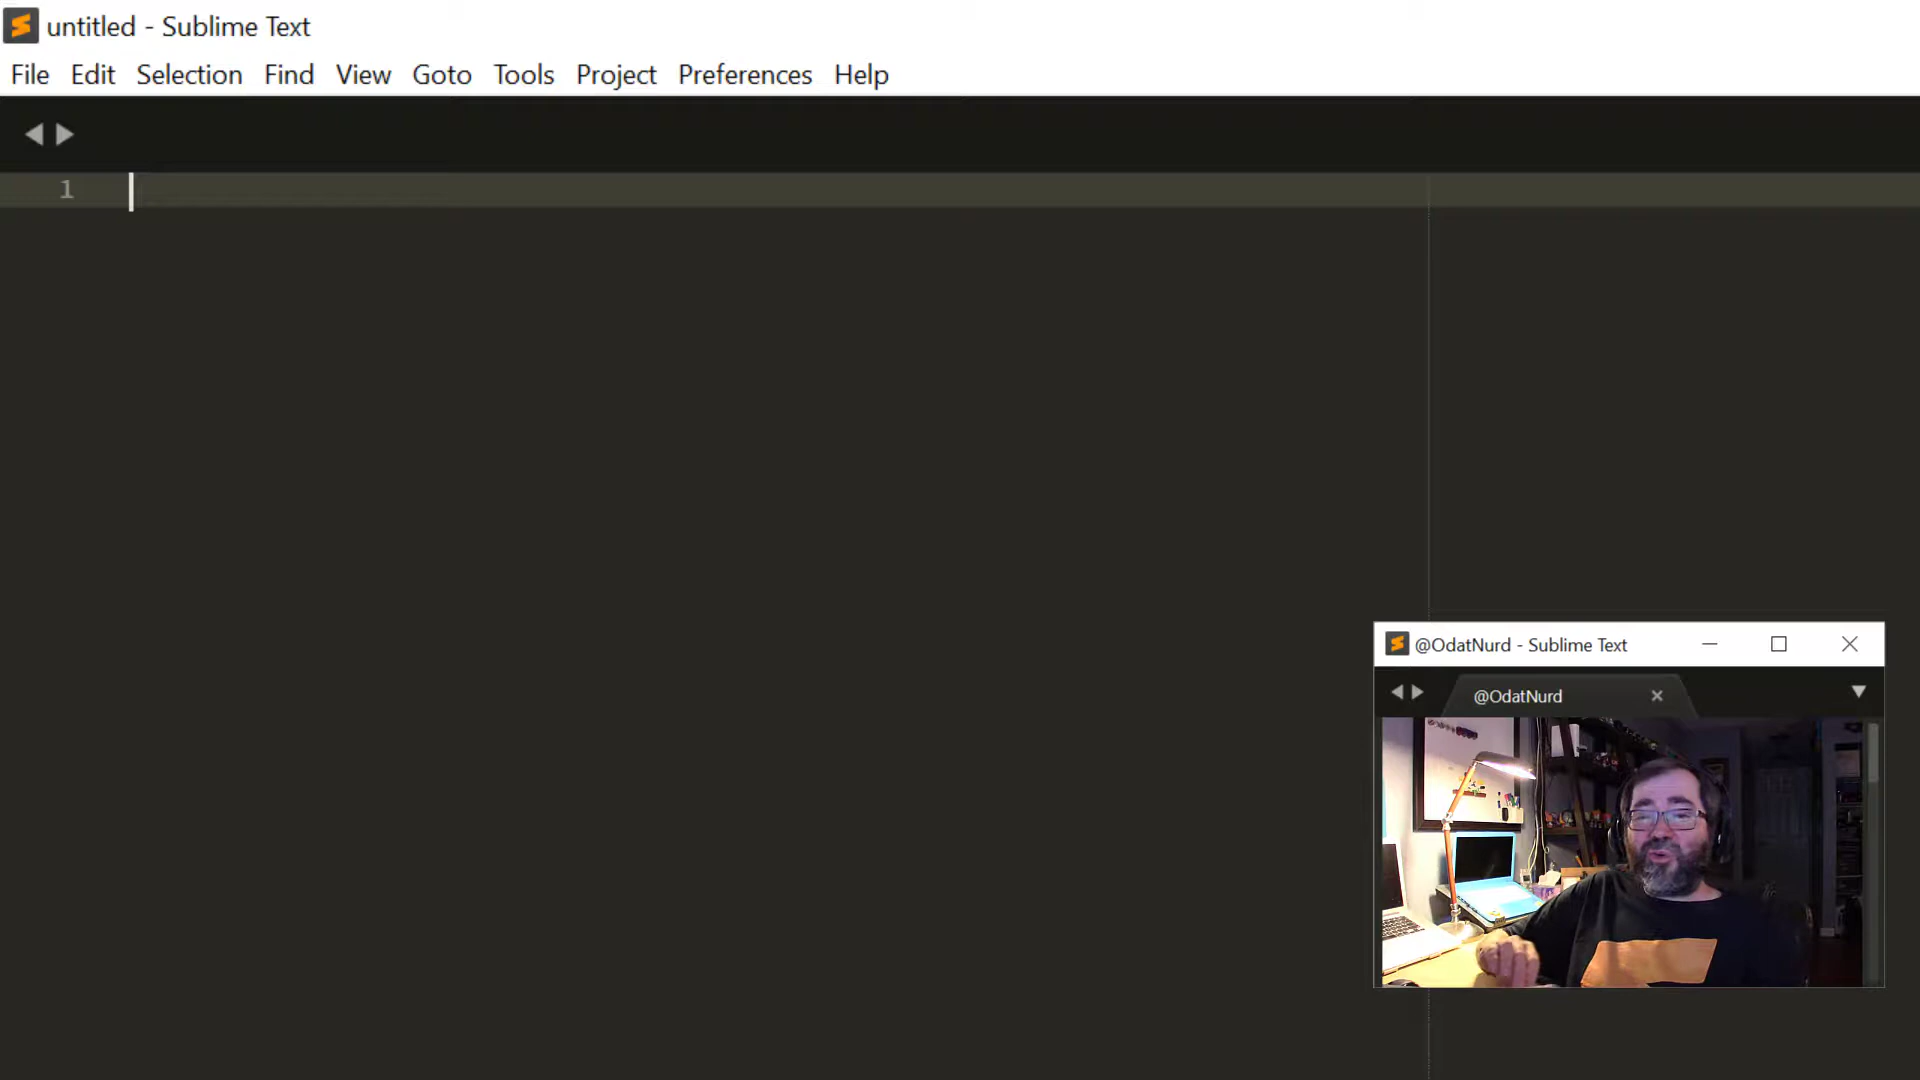 untitled - Sublime Text
File Edit Selection Find View Goto Tools Project Preferences Help
1
@OdatNurd - Sublime Text
@OdatNurd